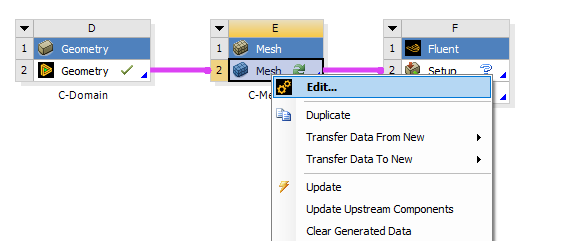 D
E
F
1 Geometry
1 Mesh
1 Fluent
2 Geometry
2 Mesh
2 Setup ?
C-Domain
Edit...
Duplicate
Transfer Data From New
Transfer Data To New
Update
Update Upstream Components
Clear Generated Data